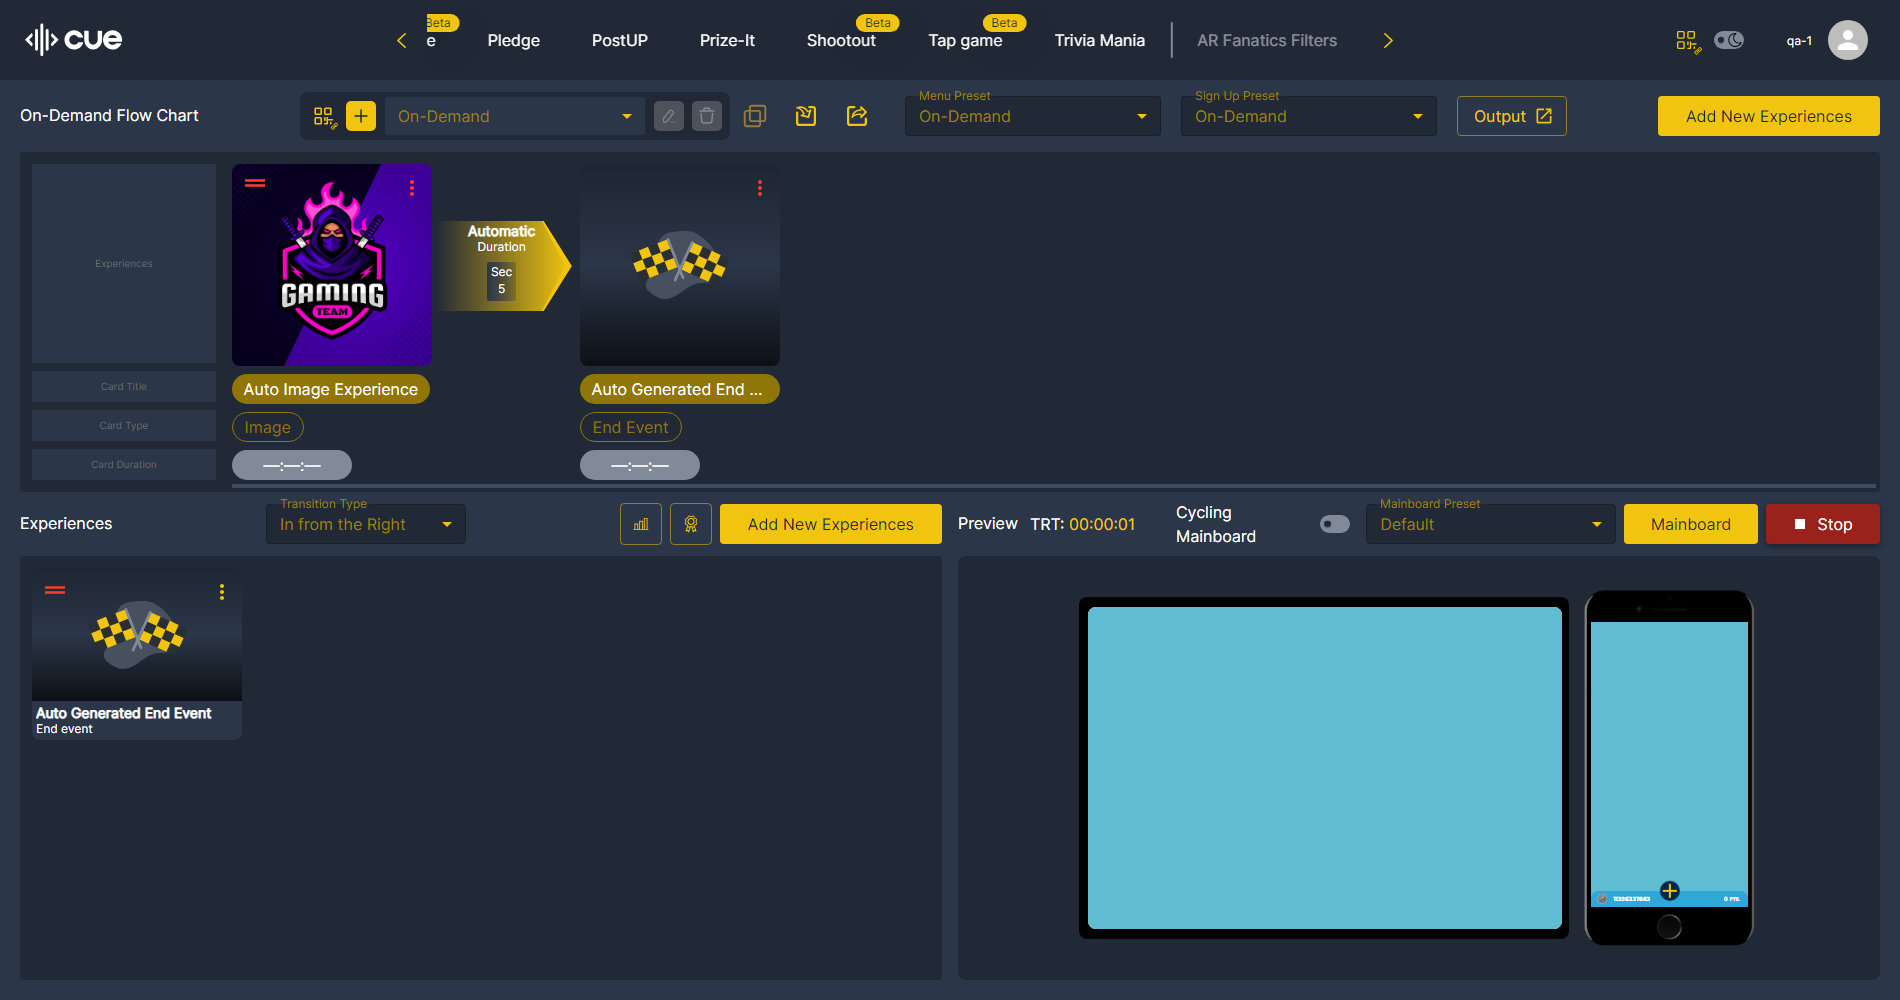 cue
e
Beta
Pledge
PostUP
Prize-It
Shootout
Beta
Tap game
Beta
Trivia Mania
AR Fanatics Filters
qa-1
On-Demand Flow Chart
On-Demand
Menu Preset
On-Demand
Sign Up Preset
On-Demand
Output
Add New Experiences
Experiences
Card Title
Card Type
Card Duration
GAMING
TEAM
Automatic
Duration
Sec
5
Auto Image Experience
Image
—:—:—
Auto Generated End ...
End Event
—:—:—
Experiences
Transition Type
In from the Right
Add New Experiences
Preview
TRT: 00:00:01
Cycling
Mainboard
Mainboard Preset
Default
Mainboard
Stop
Auto Generated End Event
End event
0 PTS.